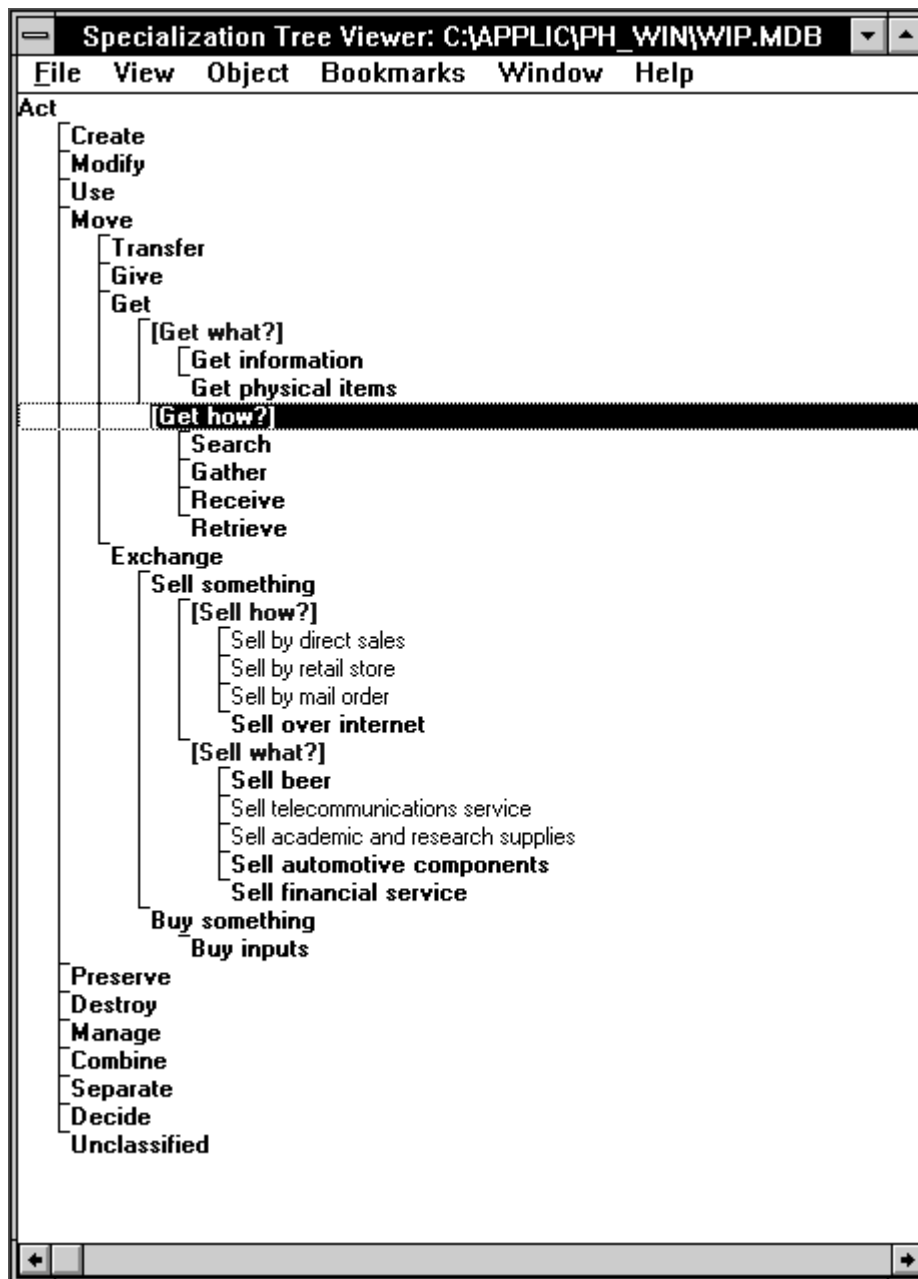 Specialization Tree Viewer: C:\APPLIC\PH_WIN\WIP.MDB
File View Object Bookmarks Window Help
Act
Create
Modify
Use
Move
Transfer
Give
Get
[Get what?]
Get information
Get physical items
[Get how?]
Search
Gather
Receive
Retrieve
Exchange
Sell something
[Sell how?]
Sell by direct sales
Sell by retail store
Sell by mail order
Sell over internet
[Sell what?]
Sell beer
Sell telecommunications service
Sell academic and research supplies
Sell automotive components
Sell financial service
Buy something
Buy inputs
Preserve
Destroy
Manage
Combine
Separate
Decide
Unclassified